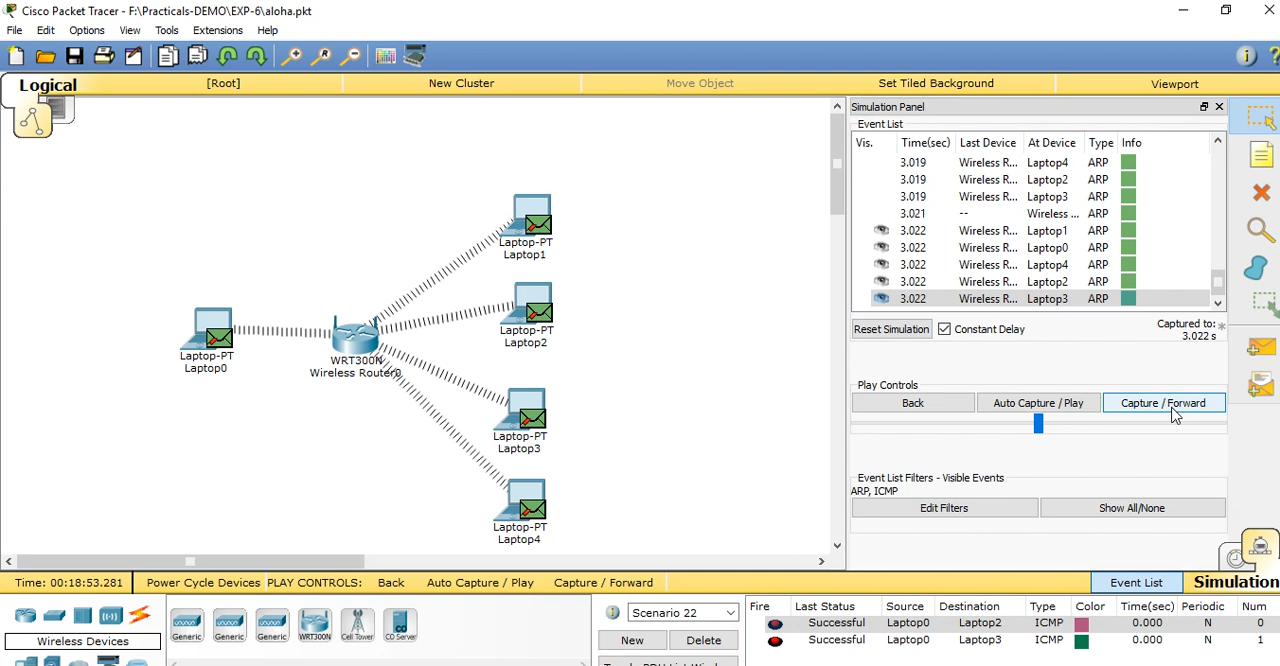 Cisco Packet Tracer - F:\Practicals-DEMO\EXP-6\aloha.pkt
File Edit Options View Tools Extensions Help
Logical [Root] New Cluster Move Object Set Tiled Background Viewport
Simulation Panel
Event List
Vis. Time(sec) Last Device At Device Type Info
3.019 Wireless R... Laptop4 ARP
3.019 Wireless R... Laptop2 ARP
3.019 Wireless R... Laptop3 ARP
3.021 -- Wireless ... ARP
3.022 Wireless R... Laptop1 ARP
3.022 Wireless R... Laptop0 ARP
3.022 Wireless R... Laptop4 ARP
3.022 Wireless R... Laptop2 ARP
3.022 Wireless R... Laptop3 ARP
Reset Simulation Constant Delay Captured to: *
3.022 s
Play Controls
Back Auto Capture / Play Capture / Forward
Event List Filters - Visible Events
ARP, ICMP
Edit Filters Show All/None
Laptop-PT
Laptop1
Laptop-PT
Laptop2
Laptop-PT
Laptop0
WRT300N
Wireless Router0
Laptop-PT
Laptop3
Laptop-PT
Laptop4
Time: 00:18:53.281 Power Cycle Devices PLAY CONTROLS: Back Auto Capture / Play Capture / Forward Event List Simulation
Wireless Devices
Generic Generic Generic WRT300N Cell Tower CO Server
Scenario 22
New Delete
Fire Last Status Source Destination Type Color Time(sec) Periodic Num
Successful Laptop0 Laptop2 ICMP 0.000 N 0
Successful Laptop0 Laptop3 ICMP 0.000 N 1